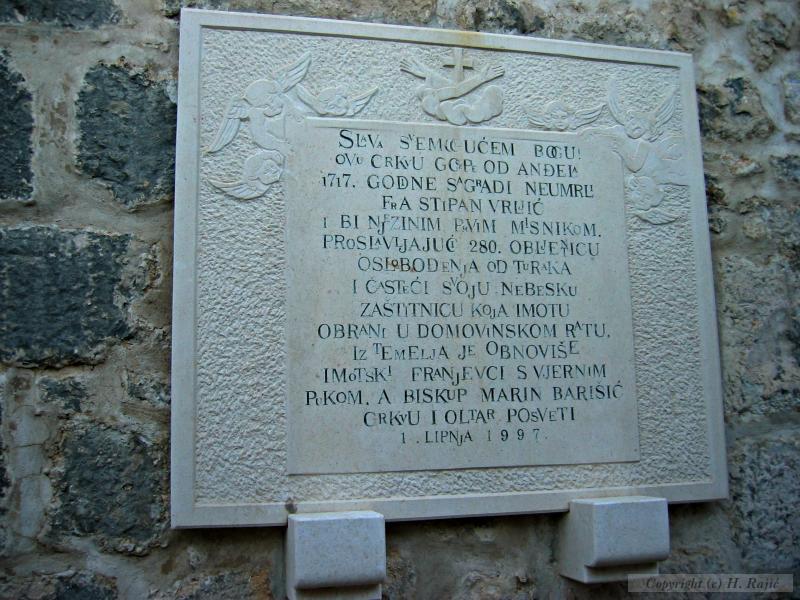 SLAVA SVEMOGUĆEM BOGU!
OVU CRKVU GOSPE OD ANĐELA
1717. GODINE SAGRADI NEUMRLI
FRA STIPAN VRLJIĆ
I BI NJEZINIM PRVIM MISNIKOM.
PROSLAVLJAJUĆ 280. OBLJETNICU
OSLOBOĐENJA OD TURAKA
I ČASTEĆI SVOJU NEBESKU
ZAŠTITNICU KOJA IMOTU
OBRANI U DOMOVINSKOM RATU,
IZ TEMELJA JE OBNOVIŠE
IMOTSKI FRANJEVCI S VJERNIM
PUKOM, A BISKUP MARIN BARIŠIĆ
CRKVU I OLTAR POSVETI
1. LIPNJA 1997.
Copyright (c) H. Rajić